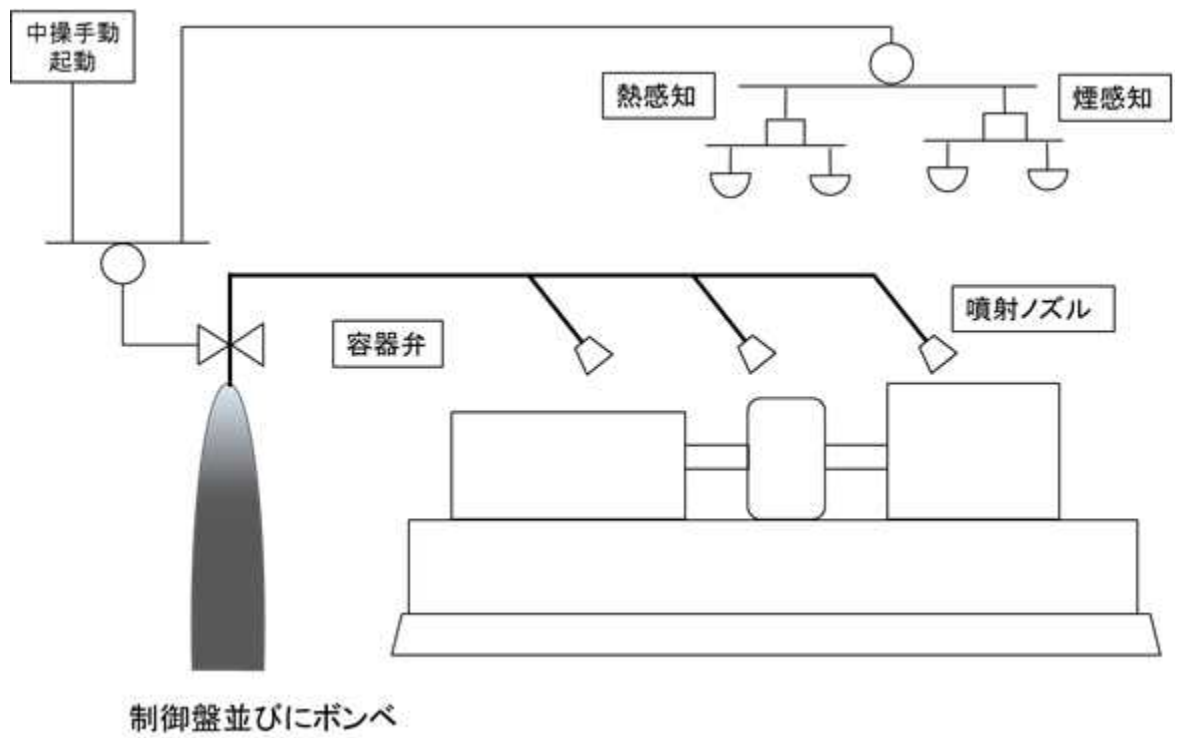 中操手動
起動
熱感知
煙感知
噴射ノズル
容器弁
制御盤並びにボンベ